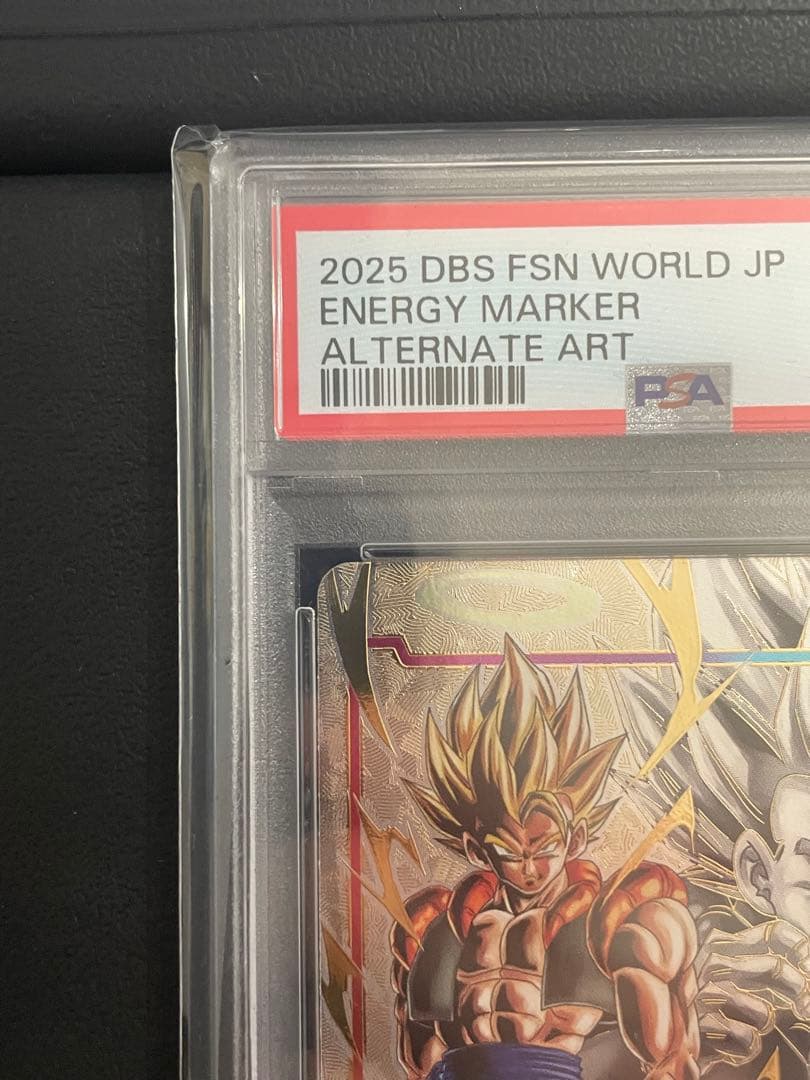 2025 DBS FSN WORLD JP
ENERGY MARKER
ALTERNATE ART
PSA